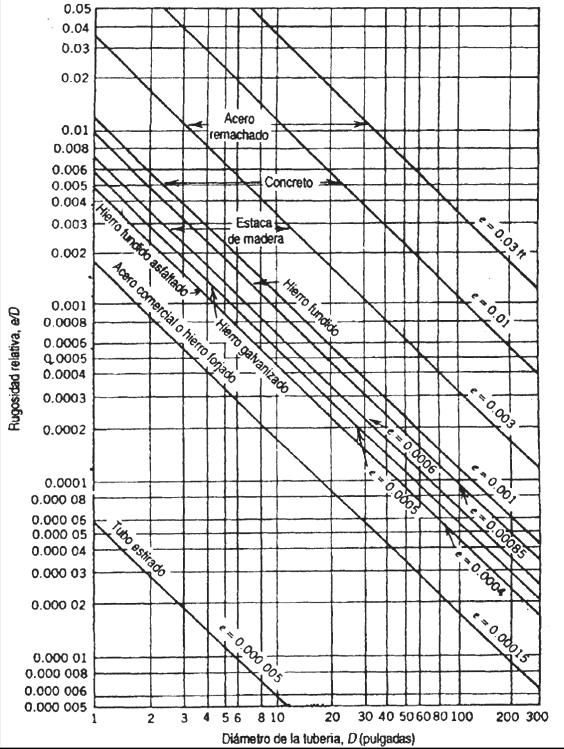 0.05
0.04
0.03
0.02
0.01
0.008
0.006
0.005
0.004
0.003
0.002
0.001
0.0008
0.0006
0.0005
0.0004
0.0003
0.0002
0.0001
0.000 08
0.000 06
0.000 05
0.000 04
0.000 03
0.000 02
0.000 01
0.000 008
0.000 006
0.000 005
Rugosidad relativa, e/D
Acero
remachado
Concreto
Estaca
de madera
Hierro fundido
Hierro fundido asfaltado
Hierro galvanizado
Acero comercial o hierro forjado
Tubo estirado
e = 0.03 ft
e = 0.01
e = 0.003
e = 0.001
e = 0.0006
e = 0.00085
e = 0.0005
e = 0.0004
e = 0.00015
e = 0.000 005
1 2 3 4 5 6 8 10 20 30 40 50 60 80 100 200 300
Diámetro de la tuberia, D (pulgadas)